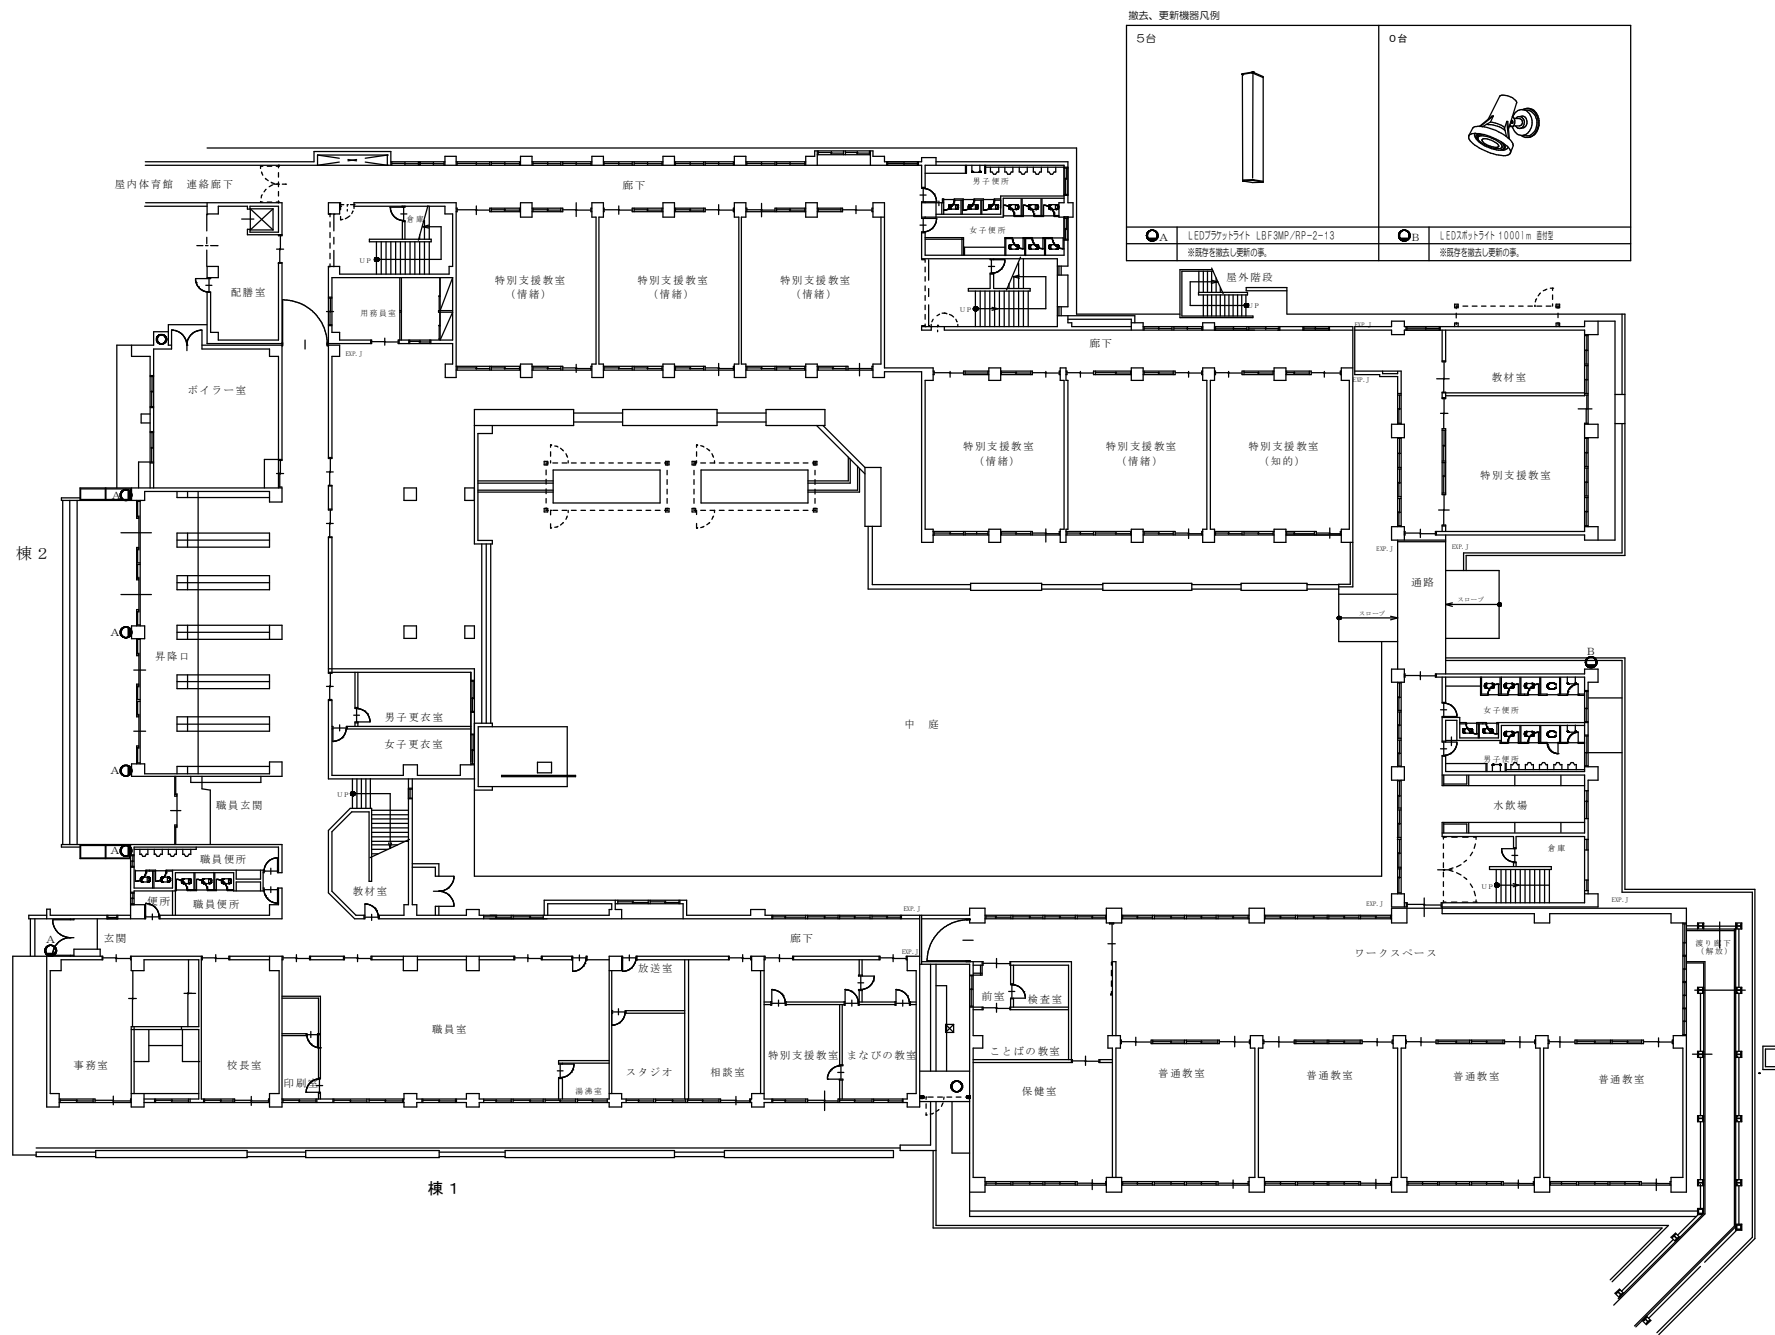 撤去、更新機器凡例
5台
0台
A
LEDブラケットライト LBF3MP/RP-2-13
※既存を撤去し更新の事。
B
LEDスポットライト 1000lm 直付型
※既存を撤去し更新の事。
屋内体育館 連絡廊下
廊下
男子便所
倉庫
女子便所
UP
配膳室
用務員室
特別支援教室
(情緒)
特別支援教室
(情緒)
特別支援教室
(情緒)
屋外階段
UP
UP
EXP.J
EXP.J
廊下
EXP.J
ボイラー室
教材室
特別支援教室
(情緒)
特別支援教室
(情緒)
特別支援教室
(知的)
特別支援教室
A
棟 2
EXP.J
EXP.J
通路
スロープ
スロープ
A
昇降口
B
男子更衣室
女子更衣室
中 庭
女子便所
男子便所
A
UP
職員玄関
水飲場
A
職員便所
倉庫
教材室
UP
便所
職員便所
EXP.J
EXP.J
EXP.J
A
玄関
廊下
EXP.J
ワークスペース
渡り廊下
(解放)
放送室
前室
検査室
職員室
事務室
校長室
印刷室
湯沸室
スタジオ
相談室
特別支援教室
まなびの教室
ことばの教室
保健室
普通教室
普通教室
普通教室
普通教室
棟 1